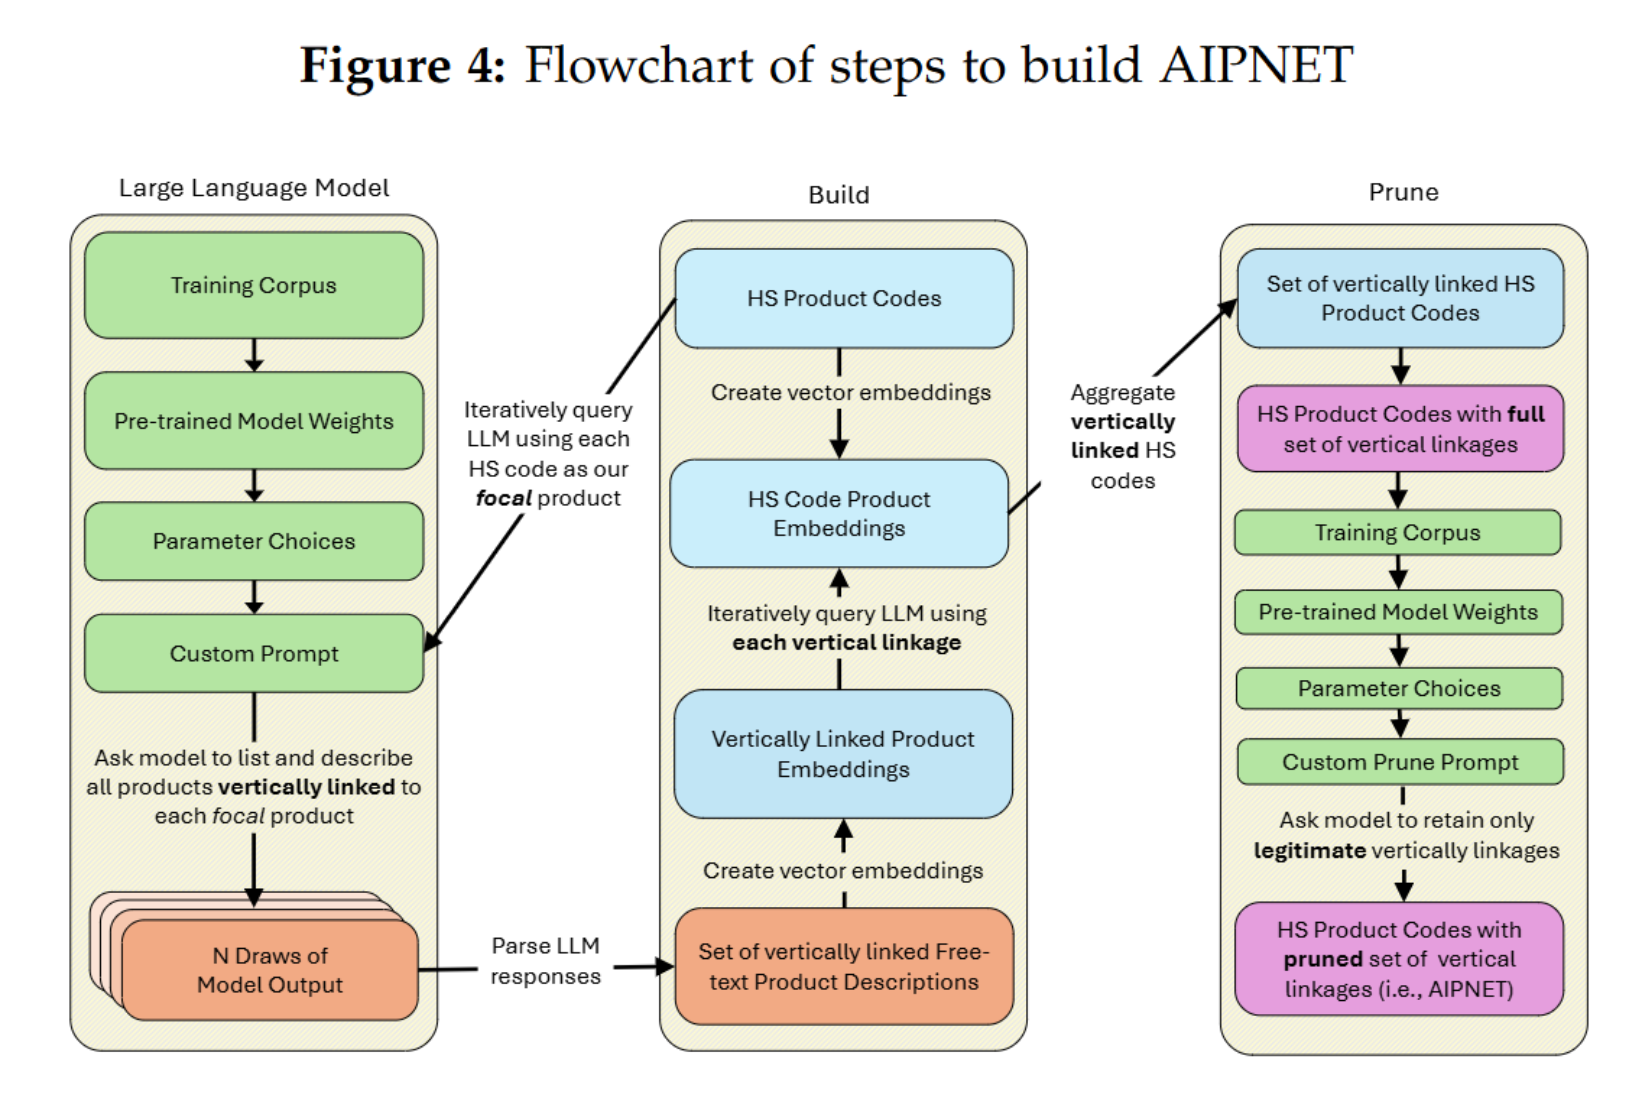 Figure 4: Flowchart of steps to build AIPNET
Large Language Model
Training Corpus
Pre-trained Model Weights
Parameter Choices
Custom Prompt
Ask model to list and describe
all products vertically linked to
each focal product
N Draws of
Model Output
Iteratively query
LLM using each
HS code as our
focal product
Parse LLM
responses
Build
HS Product Codes
Create vector embeddings
HS Code Product
Embeddings
Iteratively query LLM using
each vertical linkage
Vertically Linked Product
Embeddings
Create vector embeddings
Set of vertically linked Free-
text Product Descriptions
Aggregate
vertically
linked HS
codes
Prune
Set of vertically linked HS
Product Codes
HS Product Codes with full
set of vertical linkages
Training Corpus
Pre-trained Model Weights
Parameter Choices
Custom Prune Prompt
Ask model to retain only
legitimate vertically linkages
HS Product Codes with
pruned set of vertical
linkages (i.e., AIPNET)